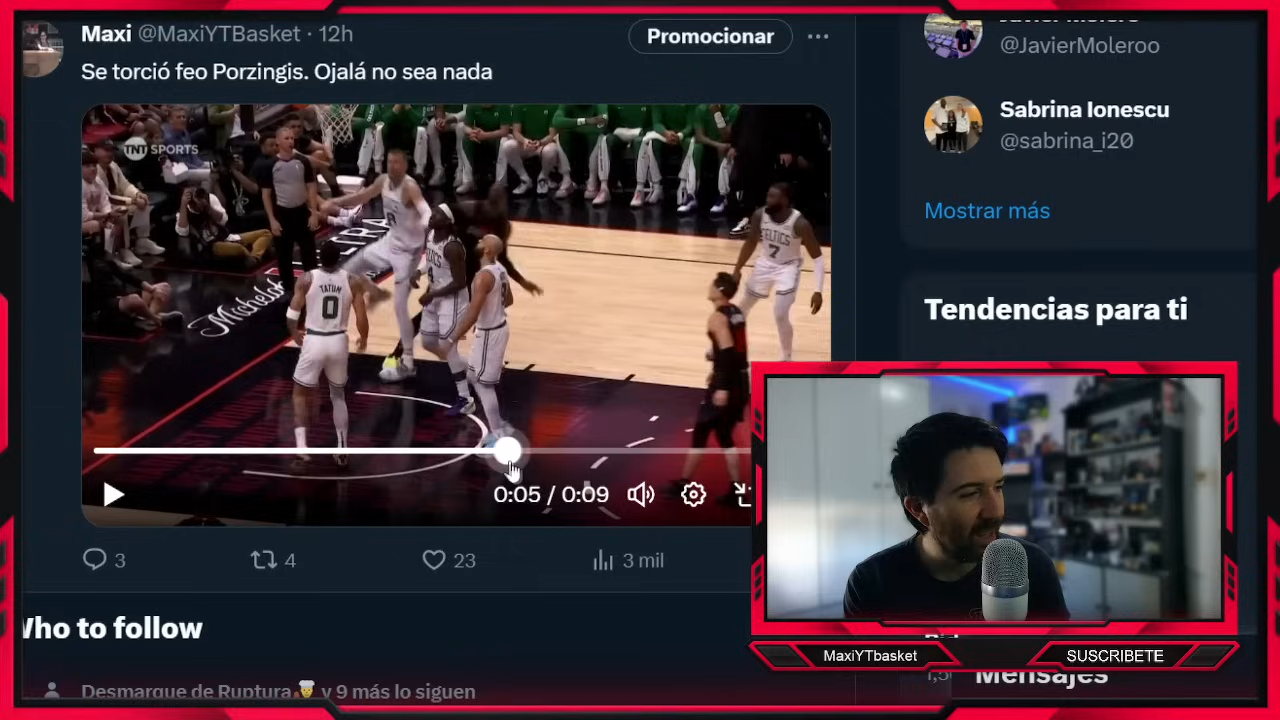 Maxi @MaxiYTBasket · 12h
Promocionar
Se torció feo Porzingis. Ojalá no sea nada
TNT SPORTS
TATUM
0
CELTICS
7
0:05 / 0:09
3
4
23
3 mil
Who to follow
Desmarque de Ruptura y 9 más lo siguen
@JavierMoleroo
Sabrina Ionescu
@sabrina_i20
Mostrar más
Tendencias para ti
Mensajes
MaxiYTbasket
SUSCRIBETE